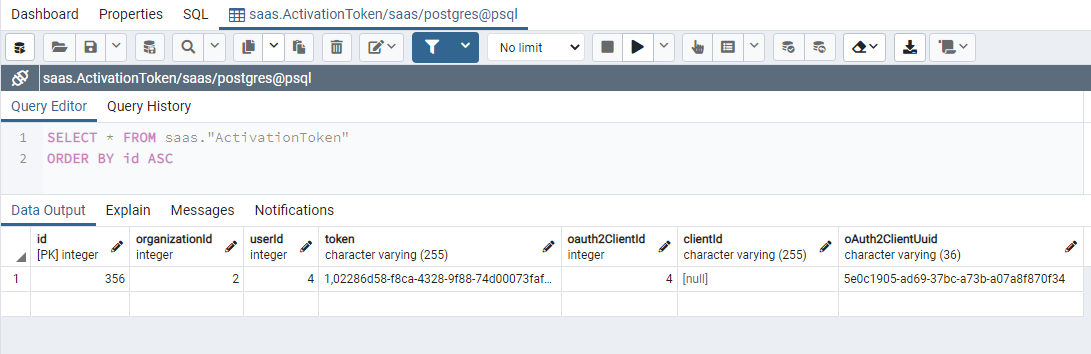 Dashboard Properties SQL saas.ActivationToken/saas/postgres@psql
No limit
saas.ActivationToken/saas/postgres@psql
Query Editor Query History
1 SELECT * FROM saas."ActivationToken"
2 ORDER BY id ASC
Data Output Explain Messages Notifications
id organizationId userId token oauth2ClientId clientId oAuth2ClientUuid
[PK] integer integer integer character varying (255) integer character varying (255) character varying (36)
1 356 2 4 1,02286d58-f8ca-4328-9f88-74d00073faf... 4 [null] 5e0c1905-ad69-37bc-a73b-a07a8f870f34